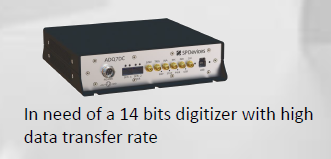 ADQ7DC
SPDevices
In need of a 14 bits digitizer with high
data transfer rate